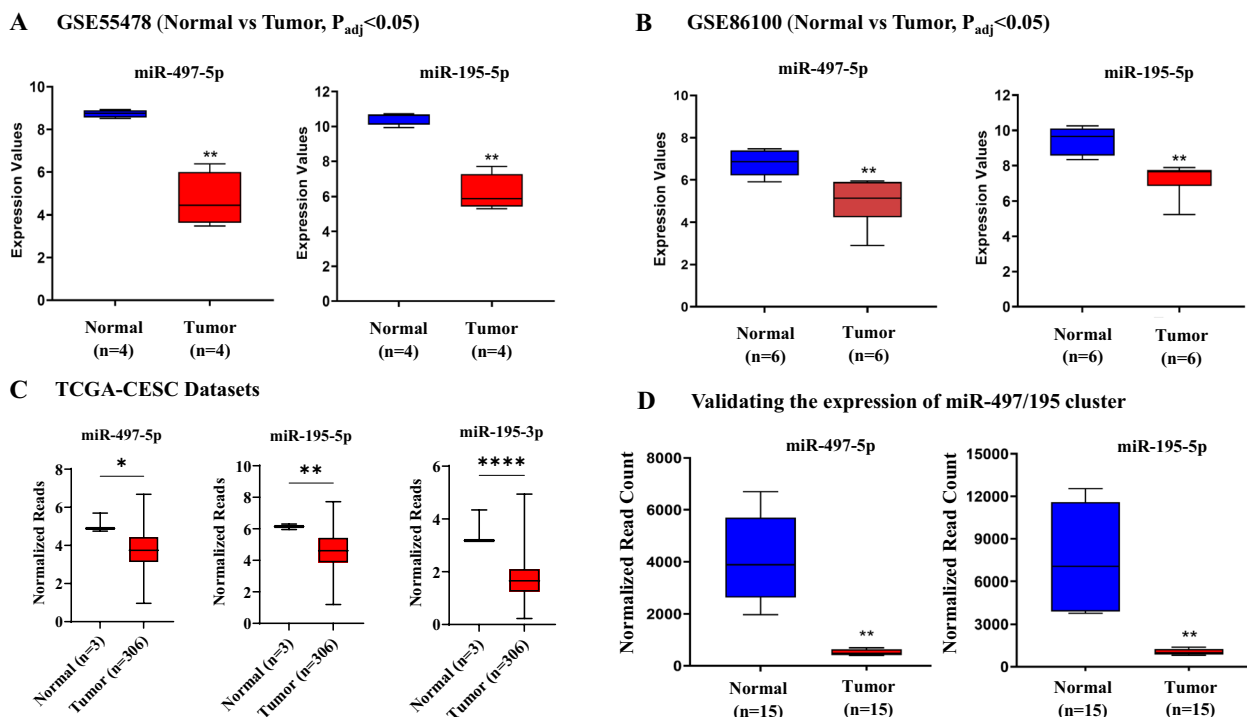 A GSE55478 (Normal vs Tumor, Padj<0.05)
miR-497-5p
Expression Values
10
8
6
4
2
0
**
Normal
(n=4)
Tumor
(n=4)
miR-195-5p
Expression Values
12
10
8
6
4
2
0
**
Normal
(n=4)
Tumor
(n=4)
B GSE86100 (Normal vs Tumor, Padj<0.05)
miR-497-5p
Expression Values
10
8
6
4
2
0
**
Normal
(n=6)
Tumor
(n=6)
miR-195-5p
Expression Values
12
10
8
6
4
2
0
**
Normal
(n=6)
Tumor
(n=6)
C TCGA-CESC Datasets
miR-497-5p
Normalized Reads
8
6
4
2
0
*
Normal (n=3)
Tumor (n=306)
miR-195-5p
Normalized Reads
10
8
6
4
2
0
**
Normal (n=3)
Tumor (n=306)
miR-195-3p
Normalized Reads
6
4
2
0
****
Normal (n=3)
Tumor (n=306)
D Validating the expression of miR-497/195 cluster
miR-497-5p
Normalized Read Count
8000
6000
4000
2000
0
**
Normal
(n=15)
Tumor
(n=15)
miR-195-5p
Normalized Read Count
15000
12000
9000
6000
3000
0
**
Normal
(n=15)
Tumor
(n=15)